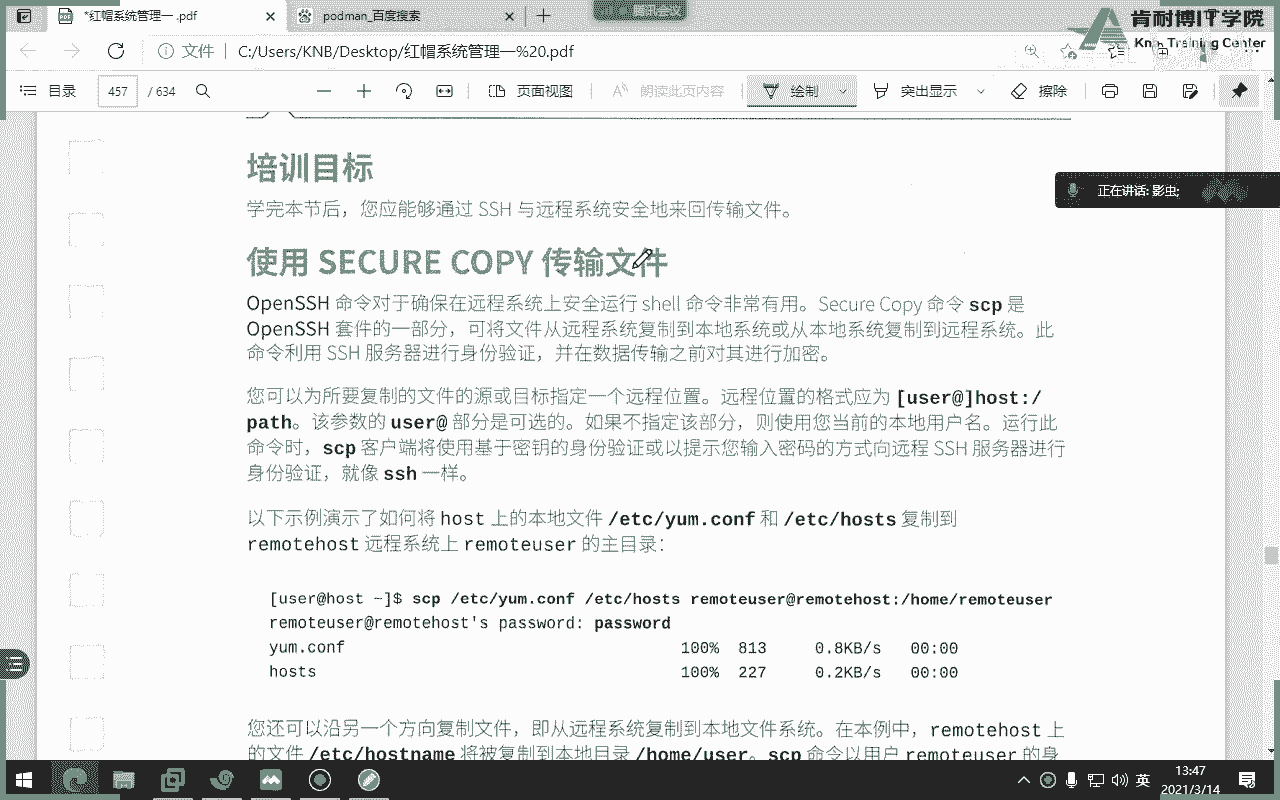 *红帽系统管理一 .pdf
podman_百度搜索
腾讯会议
肯耐博IT学院
文件
C:/Users/KNB/Desktop/红帽系统管理一%20.pdf
目录
457
/ 634
页面视图
朗读此页内容
绘制
突出显示
擦除
培训目标
正在讲话: 影虫;
学完本节后，您应能够通过 SSH 与远程系统安全地来回传输文件。
使用 SECURE COPY 传输文件
OpenSSH 命令对于确保在远程系统上安全运行 shell 命令非常有用。Secure Copy 命令 scp 是
OpenSSH 套件的一部分，可将文件从远程系统复制到本地系统或从本地系统复制到远程系统。此
命令利用 SSH 服务器进行身份验证，并在数据传输之前对其进行加密。
您可以为所要复制的文件的源或目标指定一个远程位置。远程位置的格式应为 [user@]host:/
path。该参数的 user@ 部分是可选的。如果不指定该部分，则使用您当前的本地用户名。运行此
命令时，scp 客户端将使用基于密钥的身份验证或以提示您输入密码的方式向远程 SSH 服务器进行
身份验证，就像 ssh 一样。
以下示例演示了如何将 host 上的本地文件 /etc/yum.conf 和 /etc/hosts 复制到
remotehost 远程系统上 remoteuser 的主目录：
[user@host ~]$ scp /etc/yum.conf /etc/hosts remoteuser@remotehost:/home/remoteuser
remoteuser@remotehost's password: password
yum.conf 100% 813 0.8KB/s 00:00
hosts 100% 227 0.2KB/s 00:00
您还可以沿另一个方向复制文件，即从远程系统复制到本地文件系统。在本例中，remotehost 上
的文件 /etc/hostname 将被复制到本地目录 /home/user。scp 命令以用户 remoteuser 的身
英
13:47
2021/3/14